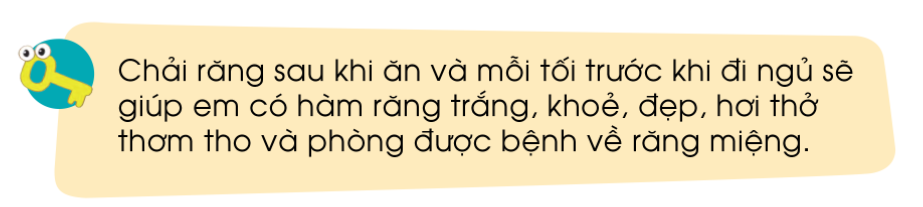 Chải răng sau khi ăn và mỗi tối trước khi đi ngủ sẽ
giúp em có hàm răng trắng, khoẻ, đẹp, hơi thở
thơm tho và phòng được bệnh về răng miệng.